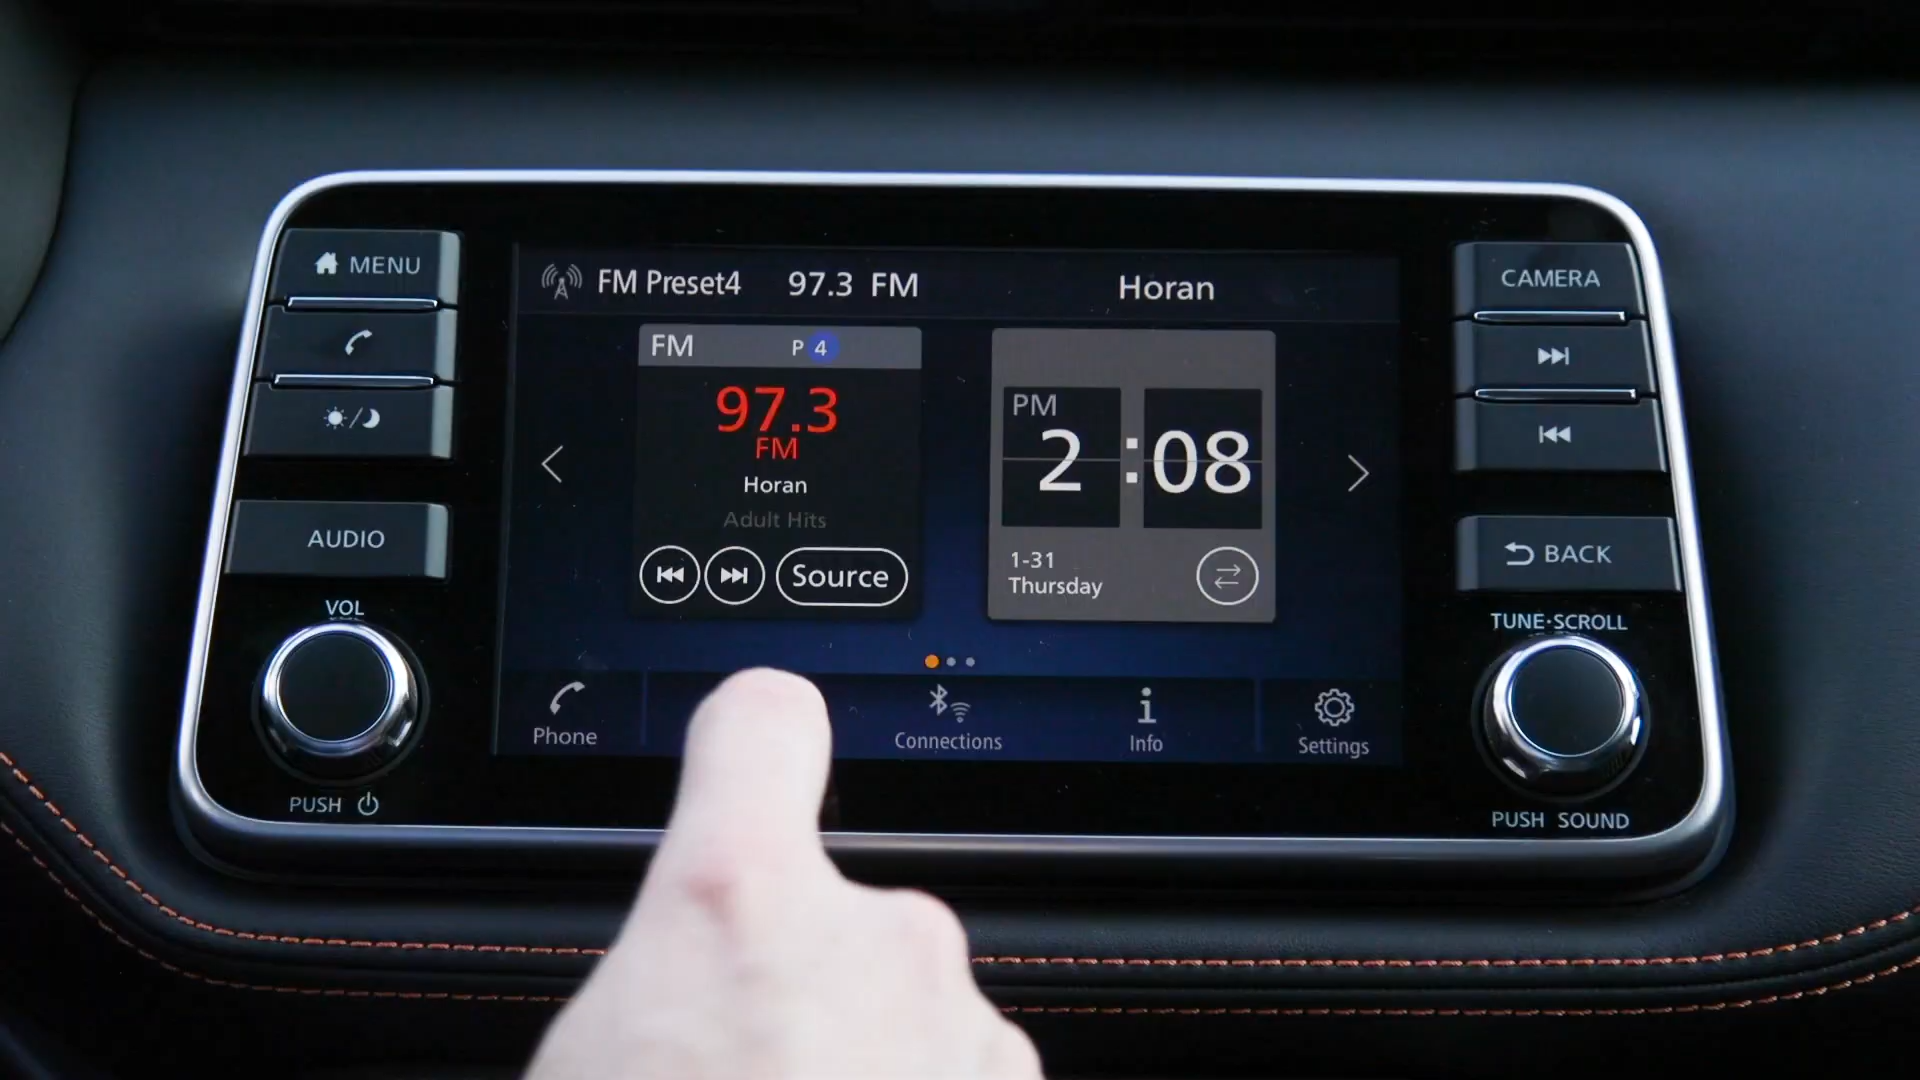 MENU
AUDIO
VOL
PUSH
FM Preset4 97.3 FM Horan
FM P 4
97.3
FM
Horan
Adult Hits
Source
PM
2:08
1-31
Thursday
Phone
Connections
Info
Settings
CAMERA
BACK
TUNE·SCROLL
PUSH SOUND